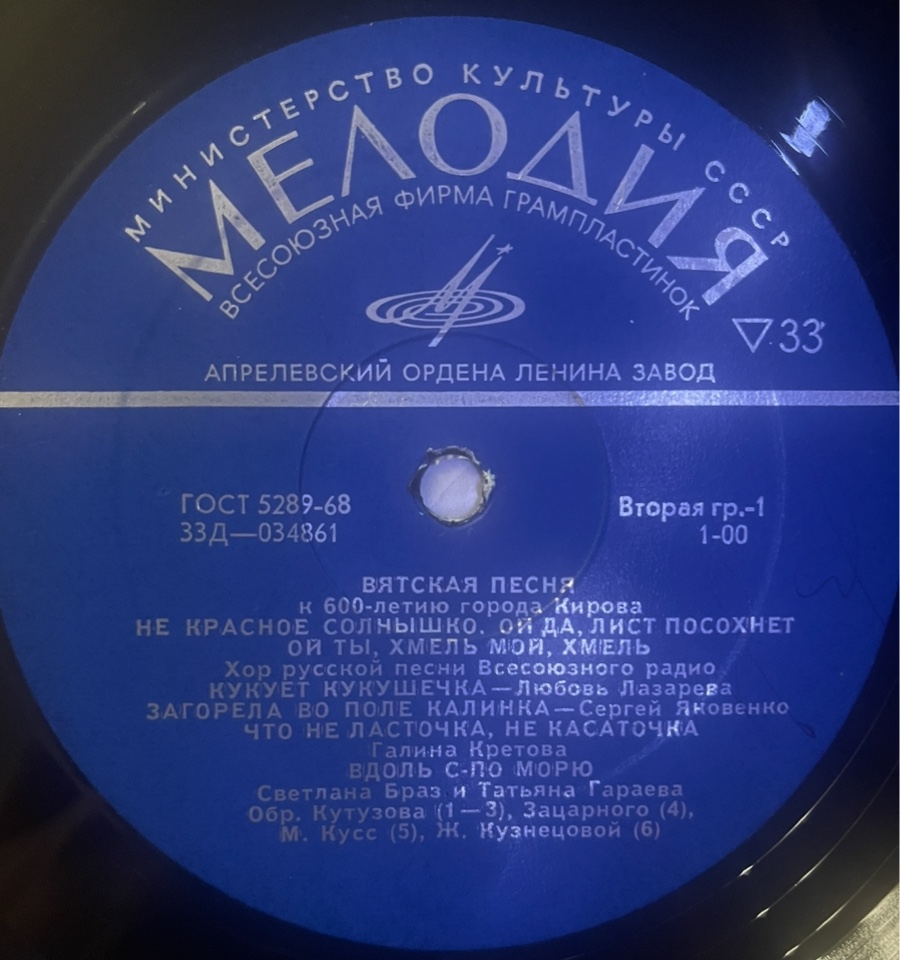 МИНИСТЕРСТВО КУЛЬТУРЫ СССР
МЕЛОДИЯ
ВСЕСОЮЗНАЯ ФИРМА ГРАМПЛАСТИНОК
▽33
АПРЕЛЕВСКИЙ ОРДЕНА ЛЕНИНА ЗАВОД
ГОСТ 5289-68
Вторая гр.-1
33Д—034861
1-00
ВЯТСКАЯ ПЕСНЯ
к 600-летию города Кирова
НЕ КРАСНОЕ СОЛНЫШКО. ОЙ ДА, ЛИСТ ПОСОХНЕТ
ОЙ ТЫ, ХМЕЛЬ МОЙ, ХМЕЛЬ
Хор русской песни Всесоюзного радио
КУКУЕТ КУКУШЕЧКА—Любовь Лазарева
ЗАГОРЕЛА ВО ПОЛЕ КАЛИНКА—Сергей Яковенко
ЧТО НЕ ЛАСТОЧКА, НЕ КАСАТОЧКА
Галина Кретова
ВДОЛЬ С-ПО МОРЮ
Светлана Браз и Татьяна Гараева
Обр. Кутузова (1—3), Зацарного (4),
М. Кусс (5), Ж. Кузнецовой (6)